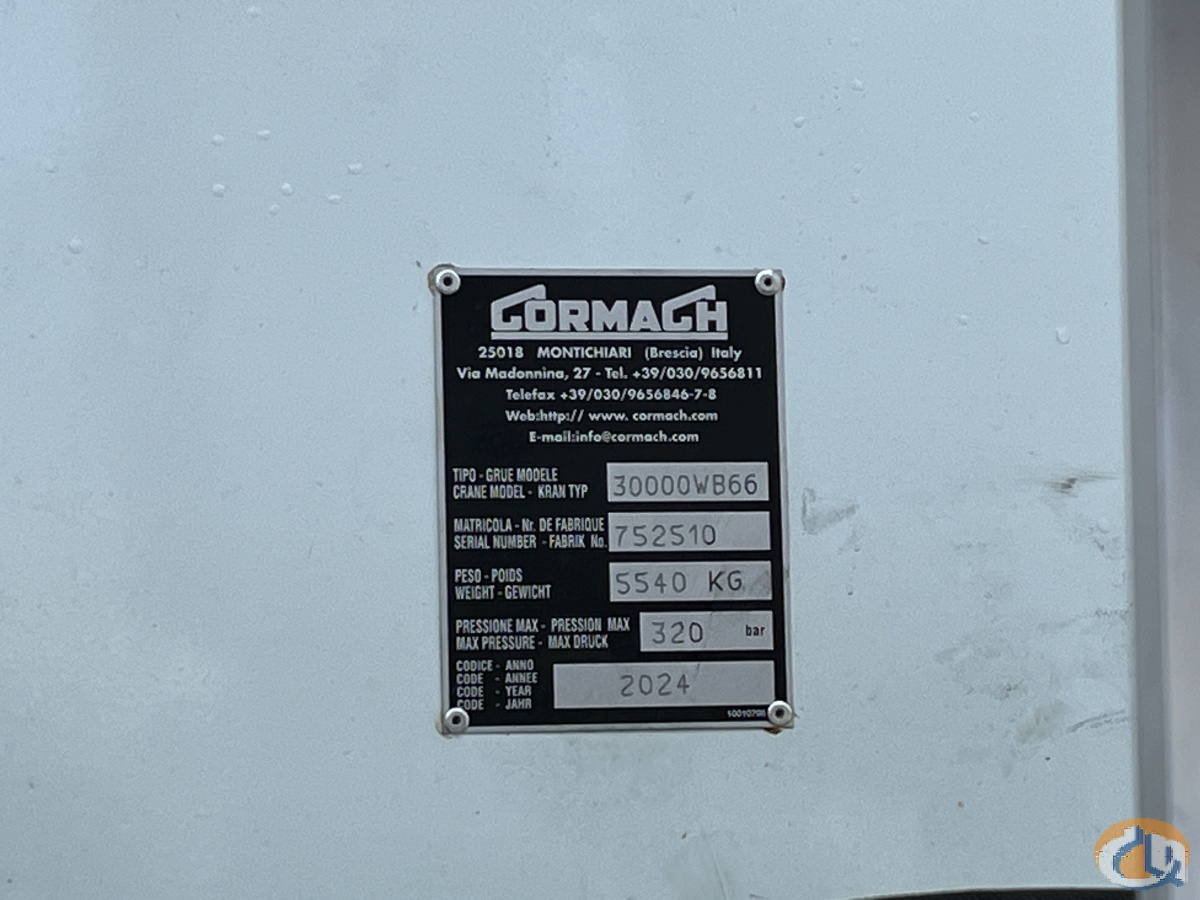 CORMACH
25018 MONTICHIARI (Brescia) Italy
Via Madonnina, 27 - Tel. +39/030/9656811
Telefax +39/030/9656846-7-8
Web:http:// www. cormach.com
E-mail:info@cormach.com
TIPO - GRUE MODELE
CRANE MODEL - KRAN TYP
30000WB66
MATRICOLA - Nr. DE FABRIQUE
SERIAL NUMBER - FABRIK No.
752510
PESO - POIDS
WEIGHT - GEWICHT
5540 KG
PRESSIONE MAX - PRESSION MAX
MAX PRESSURE - MAX DRUCK
320 bar
CODICE - ANNO
CODE - ANNEE
CODE - YEAR
CODE - JAHR
2024